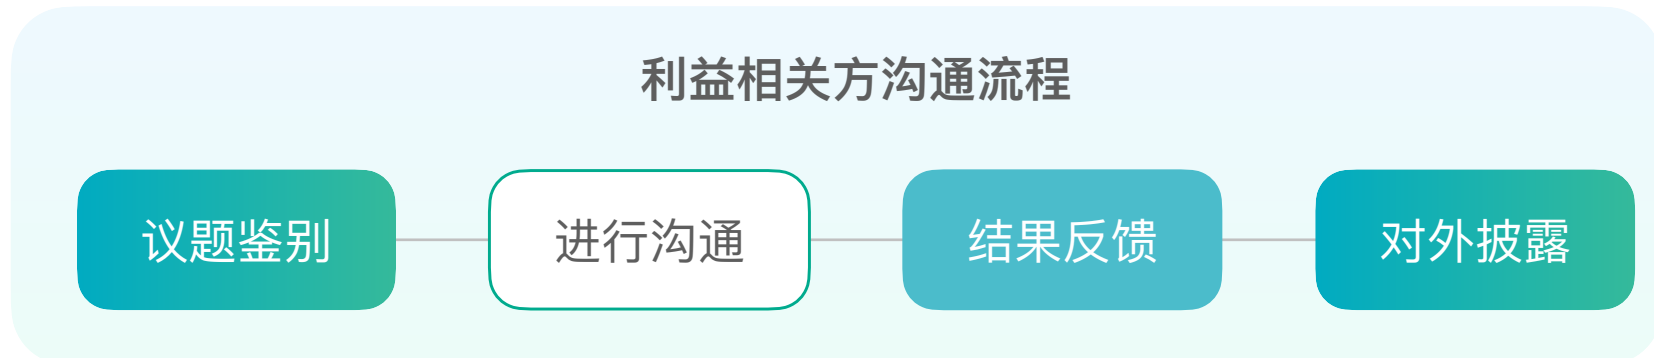 利益相关方沟通流程
议题鉴别
进行沟通
结果反馈
对外披露